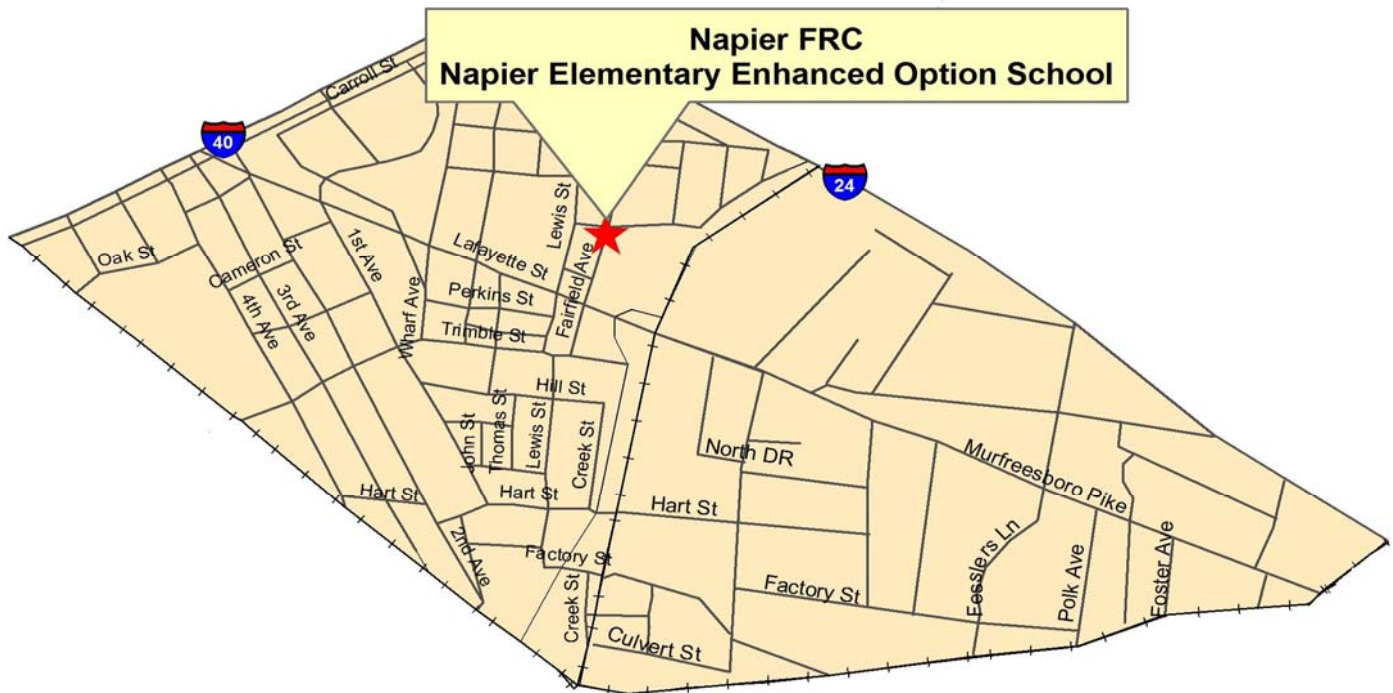 Napier FRC
Napier Elementary Enhanced Option School
Carroll St
40
24
Lewis St
Oak St
Cameron St
1st Ave
Lafayette St
Fairfield Ave
4th Ave
3rd Ave
Wharf Ave
Perkins St
Trimble St
Hill St
John St
Thomas St
Lewis St
Creek St
North DR
Murfreesboro Pike
Hart St
Hart St
Hart St
2nd Ave
Factory St
Fesslers Ln
Polk Ave
Foster Ave
Creek St
Factory St
Culvert St